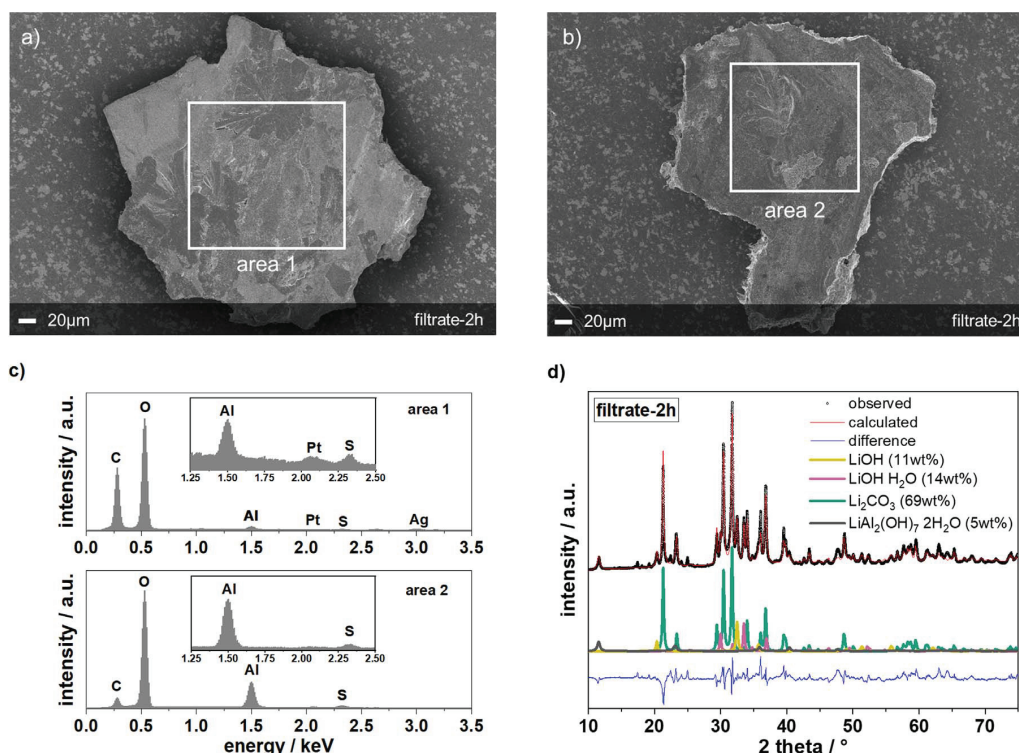 a)
area 1
20µm
filtrate-2h
b)
area 2
20µm
filtrate-2h
c)
intensity / a.u.
area 1
C
O
Al
Pt
S
Ag
Al
Pt
S
1.25 1.50 1.75 2.00 2.25 2.50
0.0 0.5 1.0 1.5 2.0 2.5 3.0 3.5
intensity / a.u.
area 2
C
O
Al
S
Al
S
1.25 1.50 1.75 2.00 2.25 2.50
0.0 0.5 1.0 1.5 2.0 2.5 3.0 3.5
energy / keV
d)
filtrate-2h
observed
calculated
difference
LiOH (11wt%)
LiOH H₂O (14wt%)
Li₂CO₃ (69wt%)
LiAl₂(OH)₇ 2H₂O (5wt%)
intensity / a.u.
10 20 30 40 50 60 70
2 theta / °